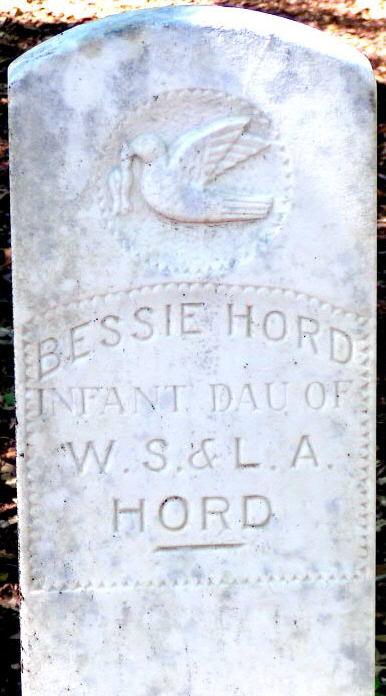 BESSIE HORD
INFANT DAU. OF
W. S. & L. A.
HORD